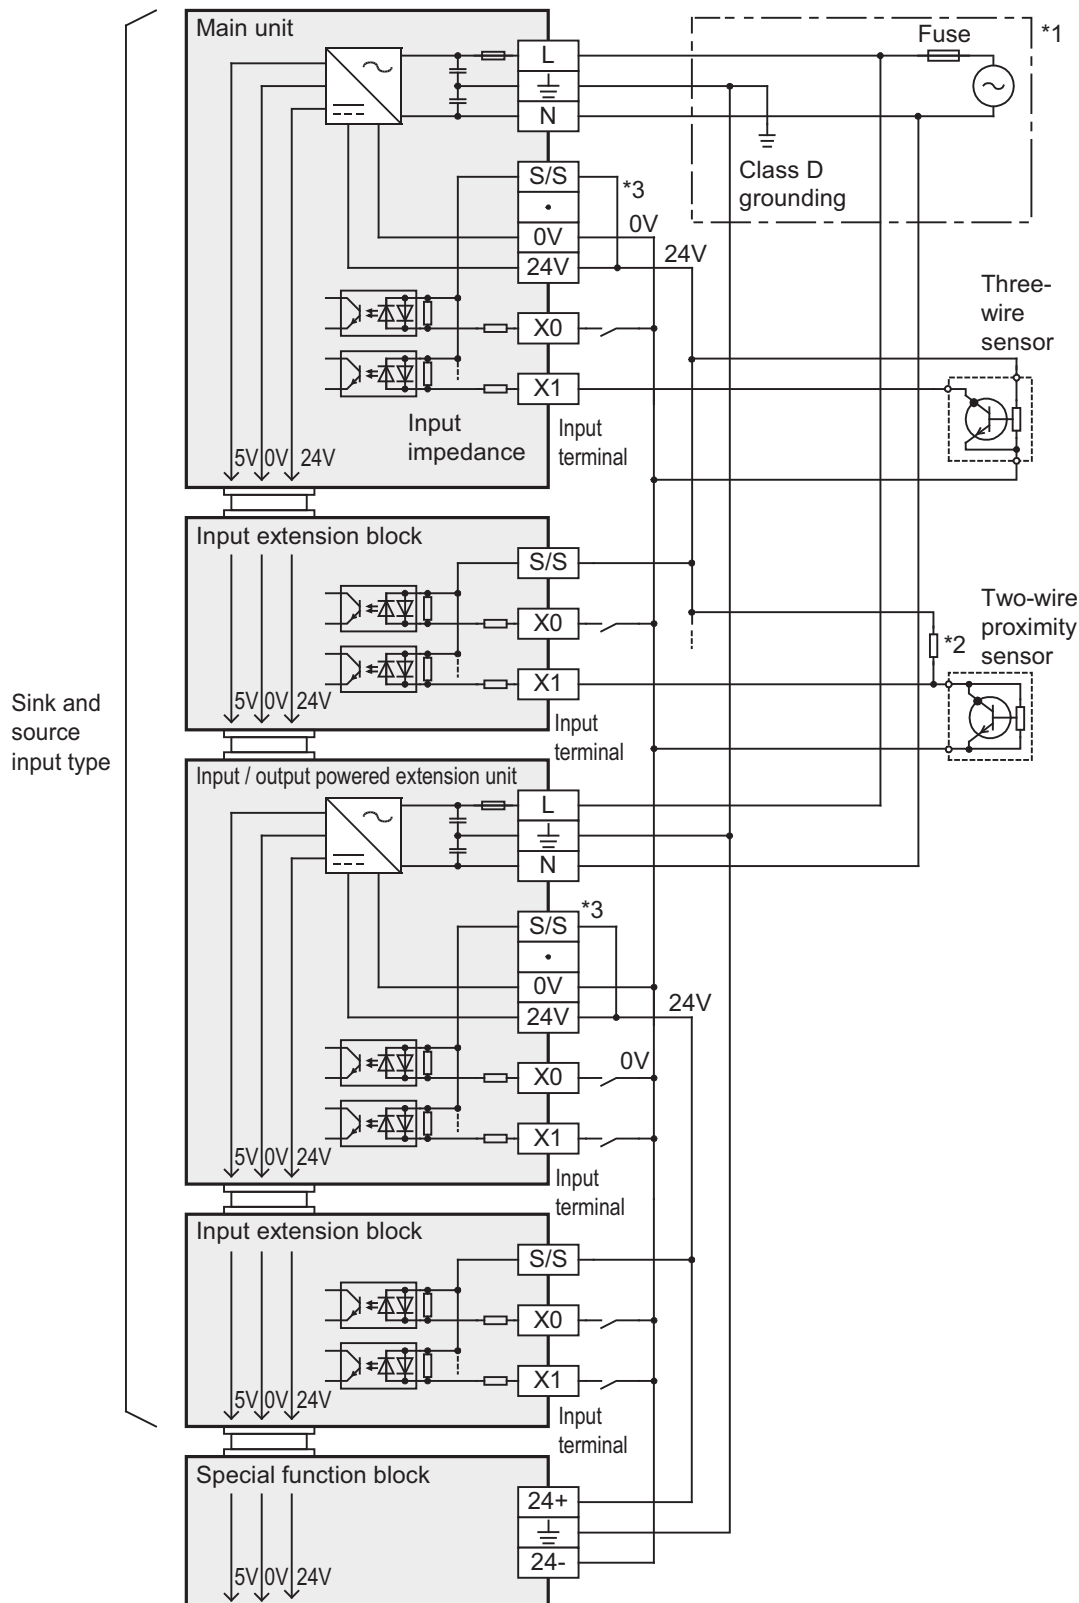 Main unit
L
N
Fuse
*1
Class D
grounding
S/S
*3
•
0V
0V
24V
24V
X0
X1
Input
impedance
Input
terminal
Three-
wire
sensor
5V 0V 24V
Input extension block
S/S
X0
X1
*2
Two-wire
proximity
sensor
Input
terminal
5V 0V 24V
Sink and
source
input type
Input / output powered extension unit
L
N
S/S
*3
•
0V
24V
24V
X0
0V
X1
Input
terminal
5V 0V 24V
Input extension block
S/S
X0
X1
Input
terminal
5V 0V 24V
Special function block
24+
24-
5V 0V 24V